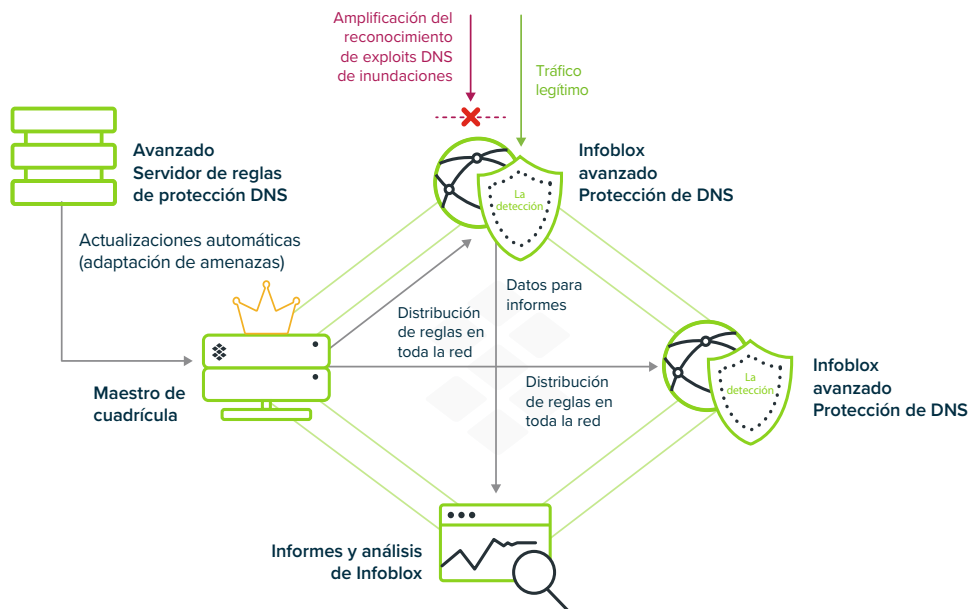 Amplificación del
reconocimiento
de exploits DNS
de inundaciones
Tráfico
legítimo
Avanzado
Servidor de reglas
de protección DNS
Infoblox
avanzado
Protección de DNS
La
detección
Actualizaciones automáticas
(adaptación de amenazas)
Datos para
informes
Distribución
de reglas en
toda la red
Maestro de
cuadrícula
Distribución
de reglas en
toda la red
La
detección
Infoblox
avanzado
Protección de DNS
Informes y análisis
de Infoblox